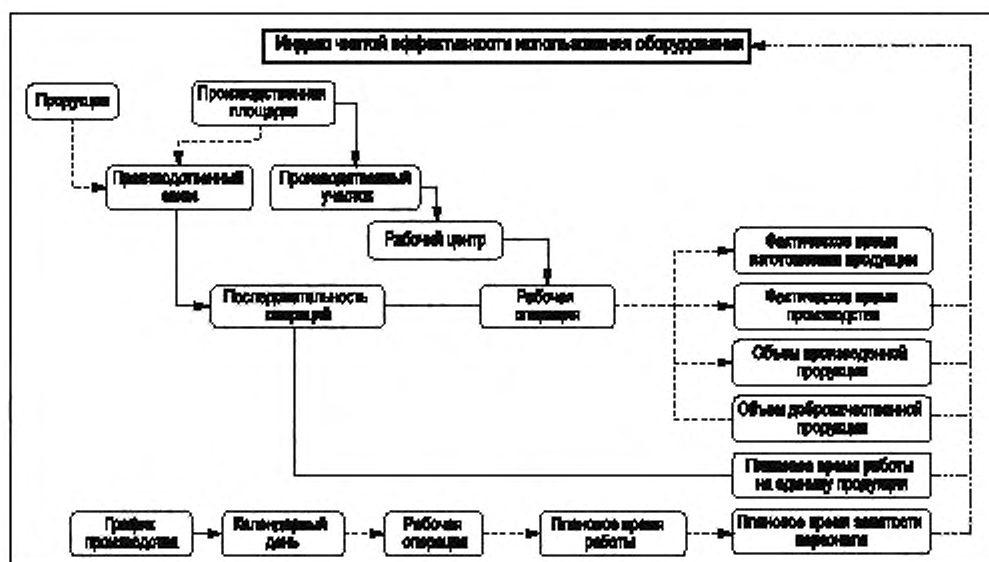 Индекс чистой эффективности использования оборудования
Продукция
Производственная
площадка
Производственный
заказ
Производственный
участок
Рабочий центр
Последовательность
операций
Рабочая
операция
Фактическое время
изготовления продукции
Фактическое время
производства
Объем произведенной
продукции
Объем доброкачественной
продукции
Плановое время работы
на единицу продукции
График
производства
Календарный
день
Рабочая
операция
Плановое время
работы
Плановое время занятости
персонала